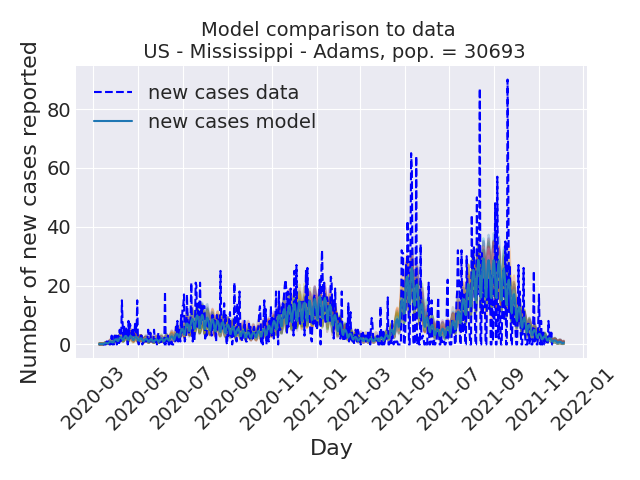 Model comparison to data
US - Mississippi - Adams, pop. = 30693
Number of new cases reported
new cases data
new cases model
80
60
40
20
0
2020-03
2020-05
2020-07
2020-09
2020-11
2021-01
2021-03
2021-05
2021-07
2021-09
2021-11
2022-01
Day